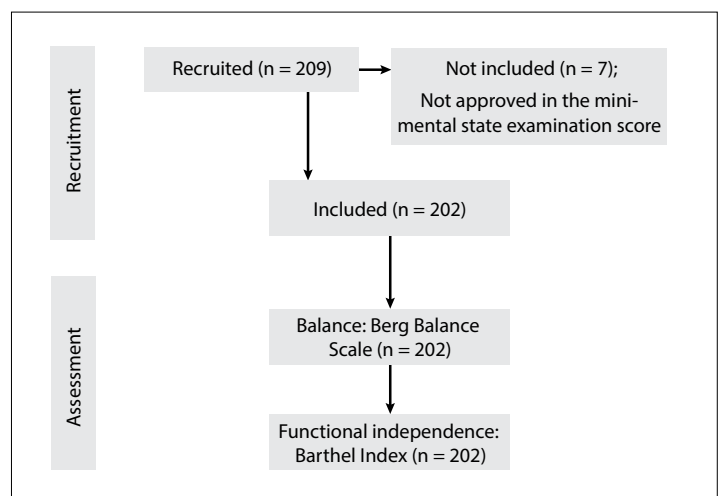 Recruitment
Recruited (n = 209)
Not included (n = 7);
Not approved in the mini-
mental state examination score
Included (n = 202)
Assessment
Balance: Berg Balance
Scale (n = 202)
Functional independence:
Barthel Index (n = 202)